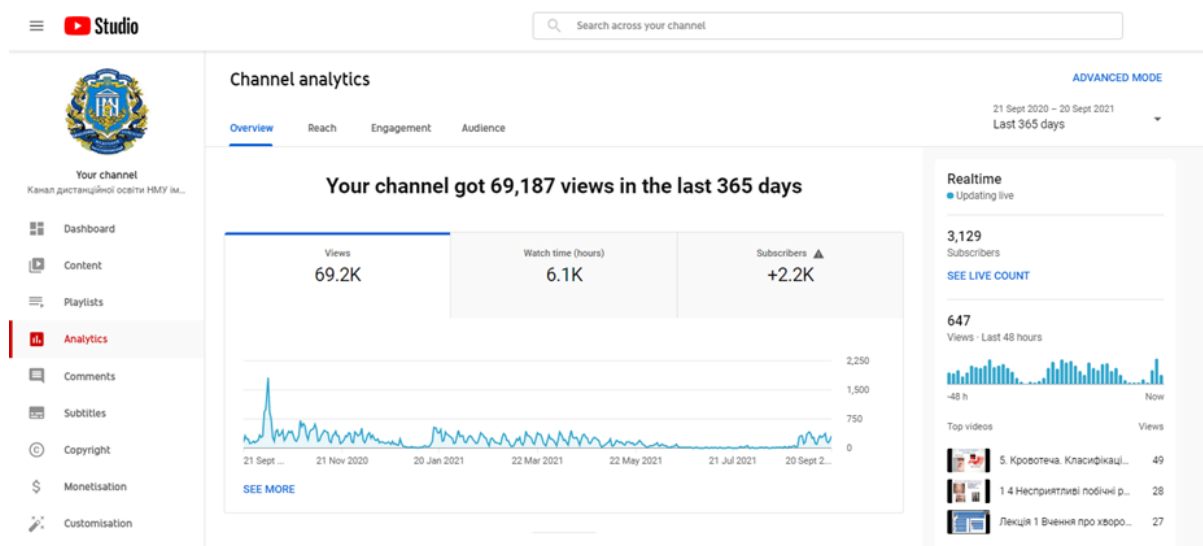 Studio
Search across your channel
Your channel
Канал дистанційної освіти НМУ ім...
Dashboard
Content
Playlists
Analytics
Comments
Subtitles
Copyright
Monetisation
Customisation
Channel analytics
ADVANCED MODE
21 Sept 2020 – 20 Sept 2021
Last 365 days
Overview Reach Engagement Audience
Your channel got 69,187 views in the last 365 days
Views
69.2K
Watch time (hours)
6.1K
Subscribers
+2.2K
2,250
1,500
750
0
21 Sept ... 21 Nov 2020 20 Jan 2021 22 Mar 2021 22 May 2021 21 Jul 2021 20 Sept 2...
SEE MORE
Realtime
Updating live
3,129
Subscribers
SEE LIVE COUNT
647
Views · Last 48 hours
-48 h Now
Top videos Views
5. Кровотеча. Класифікаці... 49
1 4 Несприятливі побічні р... 28
Лекція 1 Вчення про хворо... 27